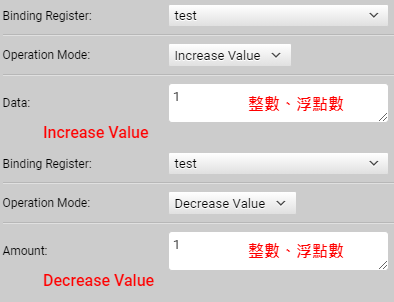 Binding Register: test
Operation Mode: Increase Value
Data: 1 整數、浮點數
Increase Value
Binding Register: test
Operation Mode: Decrease Value
Amount: 1 整數、浮點數
Decrease Value